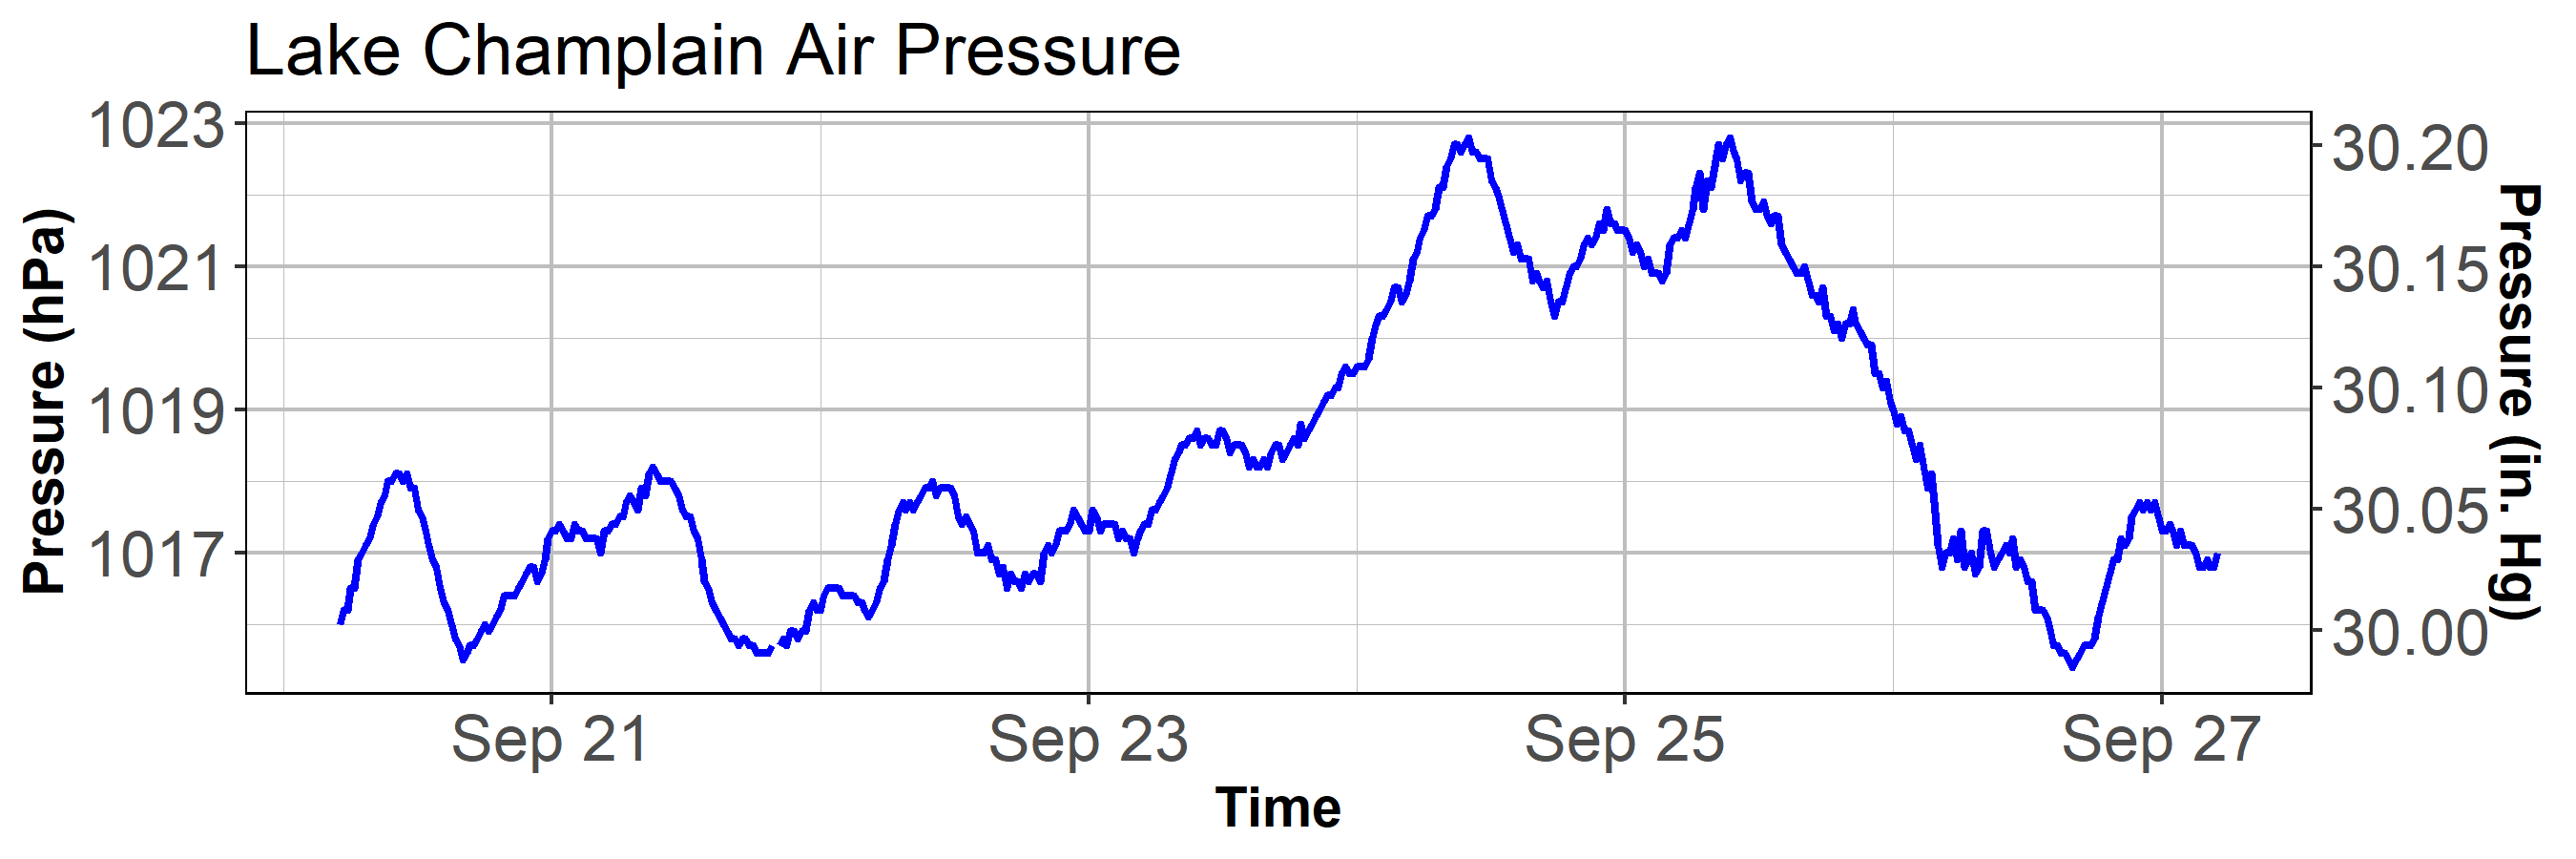 Lake Champlain Air Pressure
1023
1021
1019
1017
Pressure (hPa)
30.20
30.15
30.10
30.05
30.00
Pressure (in. Hg)
Sep 21
Sep 23
Sep 25
Sep 27
Time